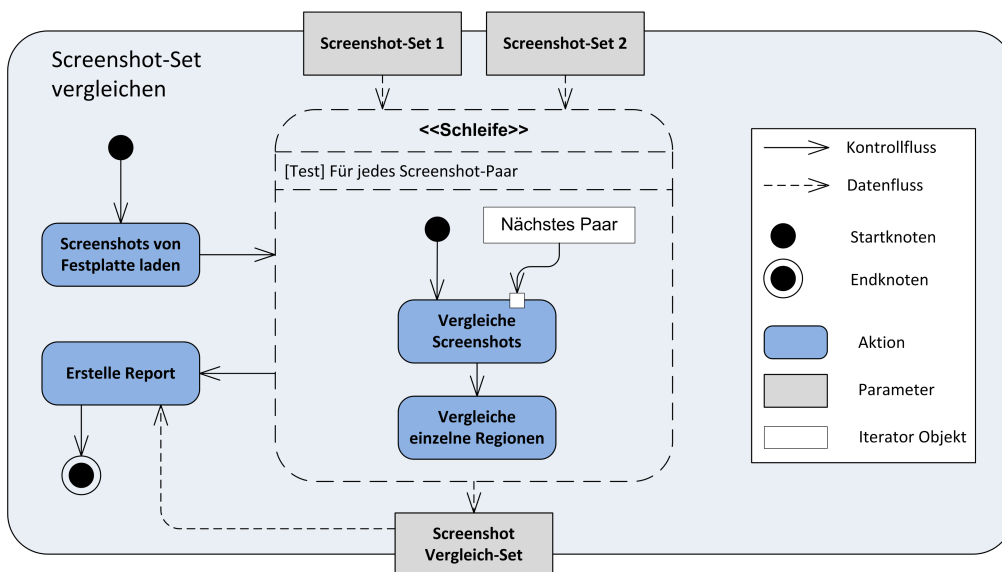 Screenshot-Set 1
Screenshot-Set 2
Screenshot-Set
vergleichen
<<Schleife>>
[Test] Für jedes Screenshot-Paar
Nächstes Paar
Screenshots von
Festplatte laden
Vergleiche
Screenshots
Erstelle Report
Vergleiche
einzelne Regionen
Screenshot
Vergleich-Set
Kontrollfluss
Datenfluss
Startknoten
Endknoten
Aktion
Parameter
Iterator Objekt